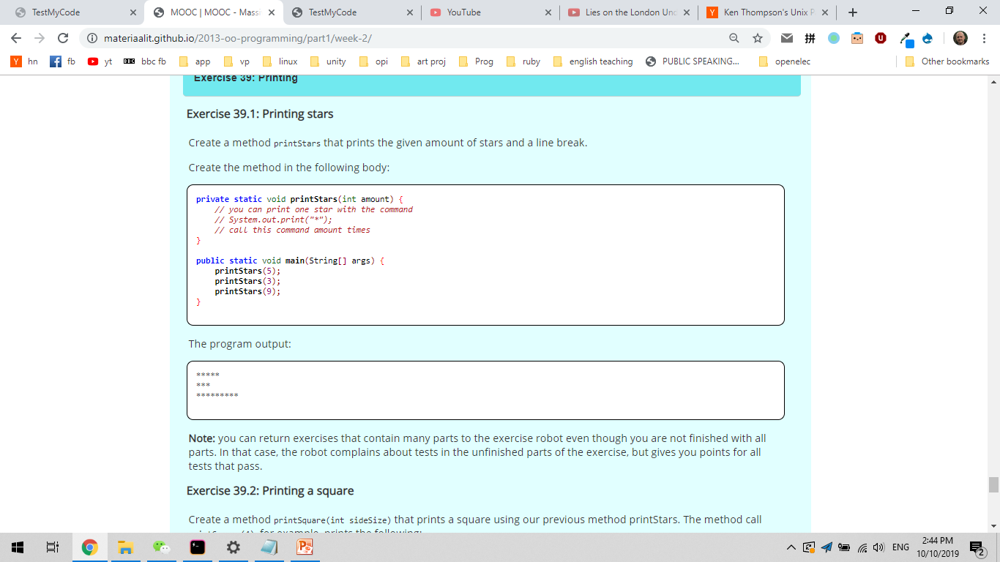 TestMyCode
MOOC | MOOC - Massi
TestMyCode
YouTube
Lies on the London Unc
Ken Thompson's Unix P
materiaalit.github.io/2013-oo-programming/part1/week-2/
hn fb yt bbc fb app vp linux unity opi art proj Prog ruby english teaching PUBLIC SPEAKING... openelec Other bookmarks
Exercise 39: Printing
Exercise 39.1: Printing stars
Create a method printStars that prints the given amount of stars and a line break.
Create the method in the following body:
private static void printStars(int amount) {
// you can print one star with the command
// System.out.print("*");
// call this command amount times
}
public static void main(String[] args) {
printStars(5);
printStars(3);
printStars(9);
}
The program output:
*****
***
*********
Note: you can return exercises that contain many parts to the exercise robot even though you are not finished with all
parts. In that case, the robot complains about tests in the unfinished parts of the exercise, but gives you points for all
tests that pass.
Exercise 39.2: Printing a square
Create a method printSquare(int sideSize) that prints a square using our previous method printStars. The method call
for example, prints the following:
ENG
2:44 PM
10/10/2019
2